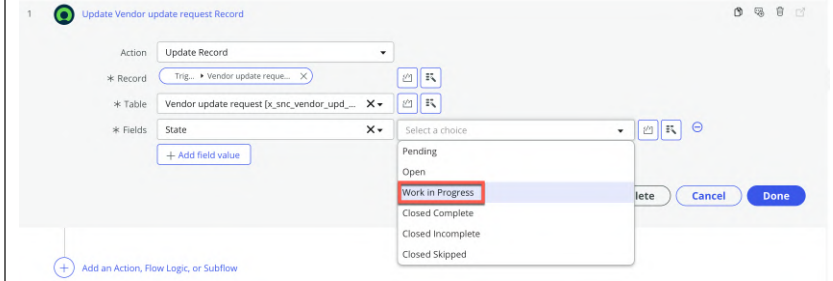 1 Update Vendor update request Record
Action Update Record
* Record Trig... ▸ Vendor update reque... X
* Table Vendor update request [x_snc_vendor_upd_... X
* Fields State X Select a choice
+ Add field value
Pending
Open
Work in Progress
Closed Complete
Closed Incomplete
Closed Skipped
lete Cancel Done
+ Add an Action, Flow Logic, or Subflow